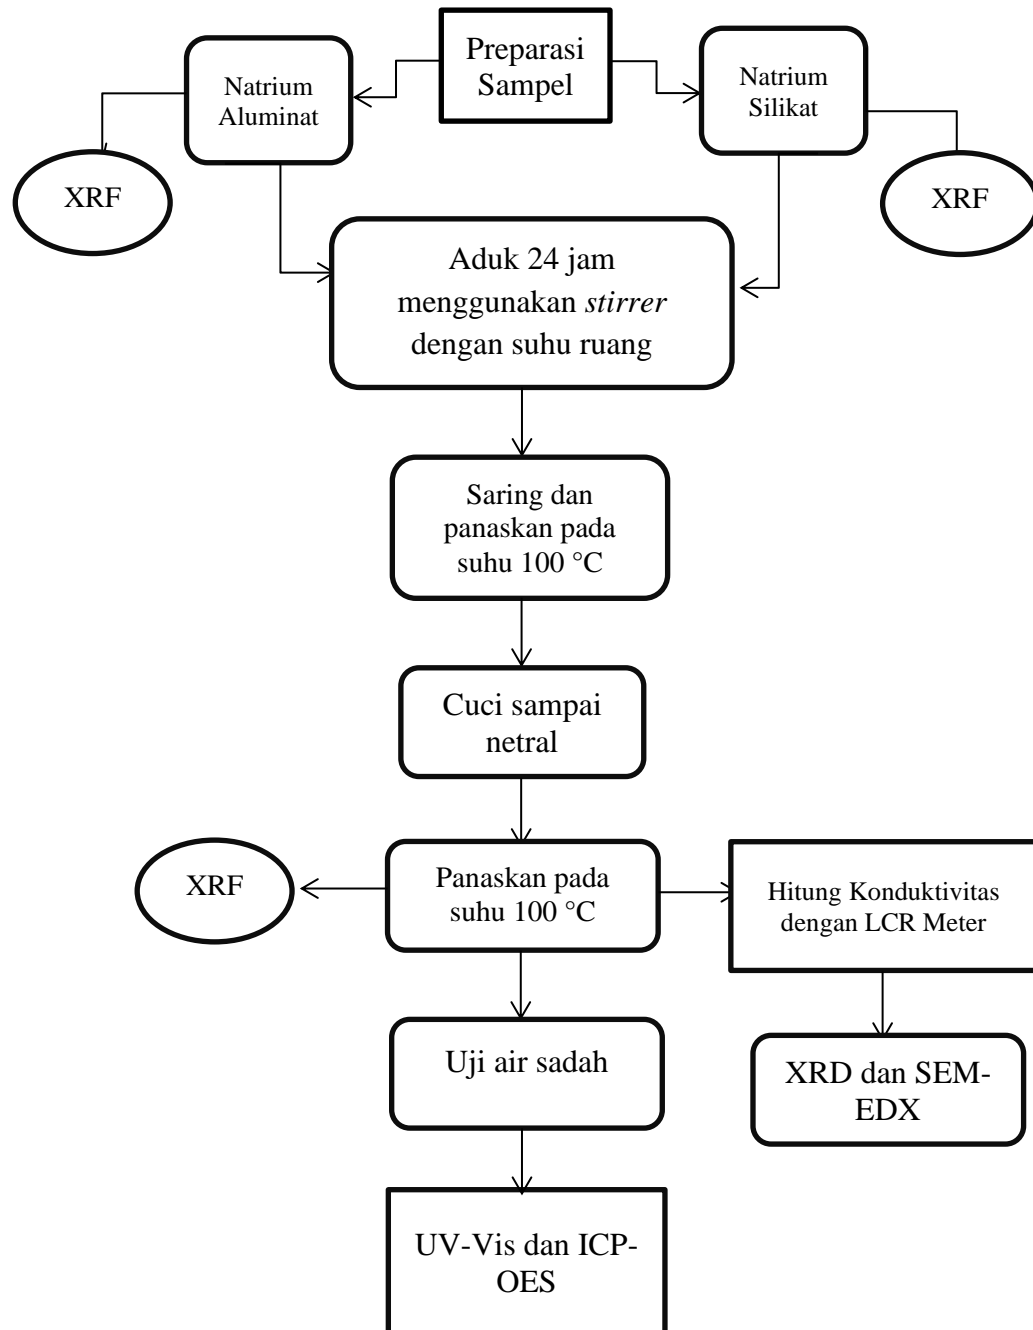 Preparasi
Sampel
Natrium
Aluminat
Natrium
Silikat
XRF
XRF
Aduk 24 jam
menggunakan stirrer
dengan suhu ruang
Saring dan
panaskan pada
suhu 100 °C
Cuci sampai
netral
XRF
Panaskan pada
suhu 100 °C
Hitung Konduktivitas
dengan LCR Meter
Uji air sadah
XRD dan SEM-
EDX
UV-Vis dan ICP-
OES